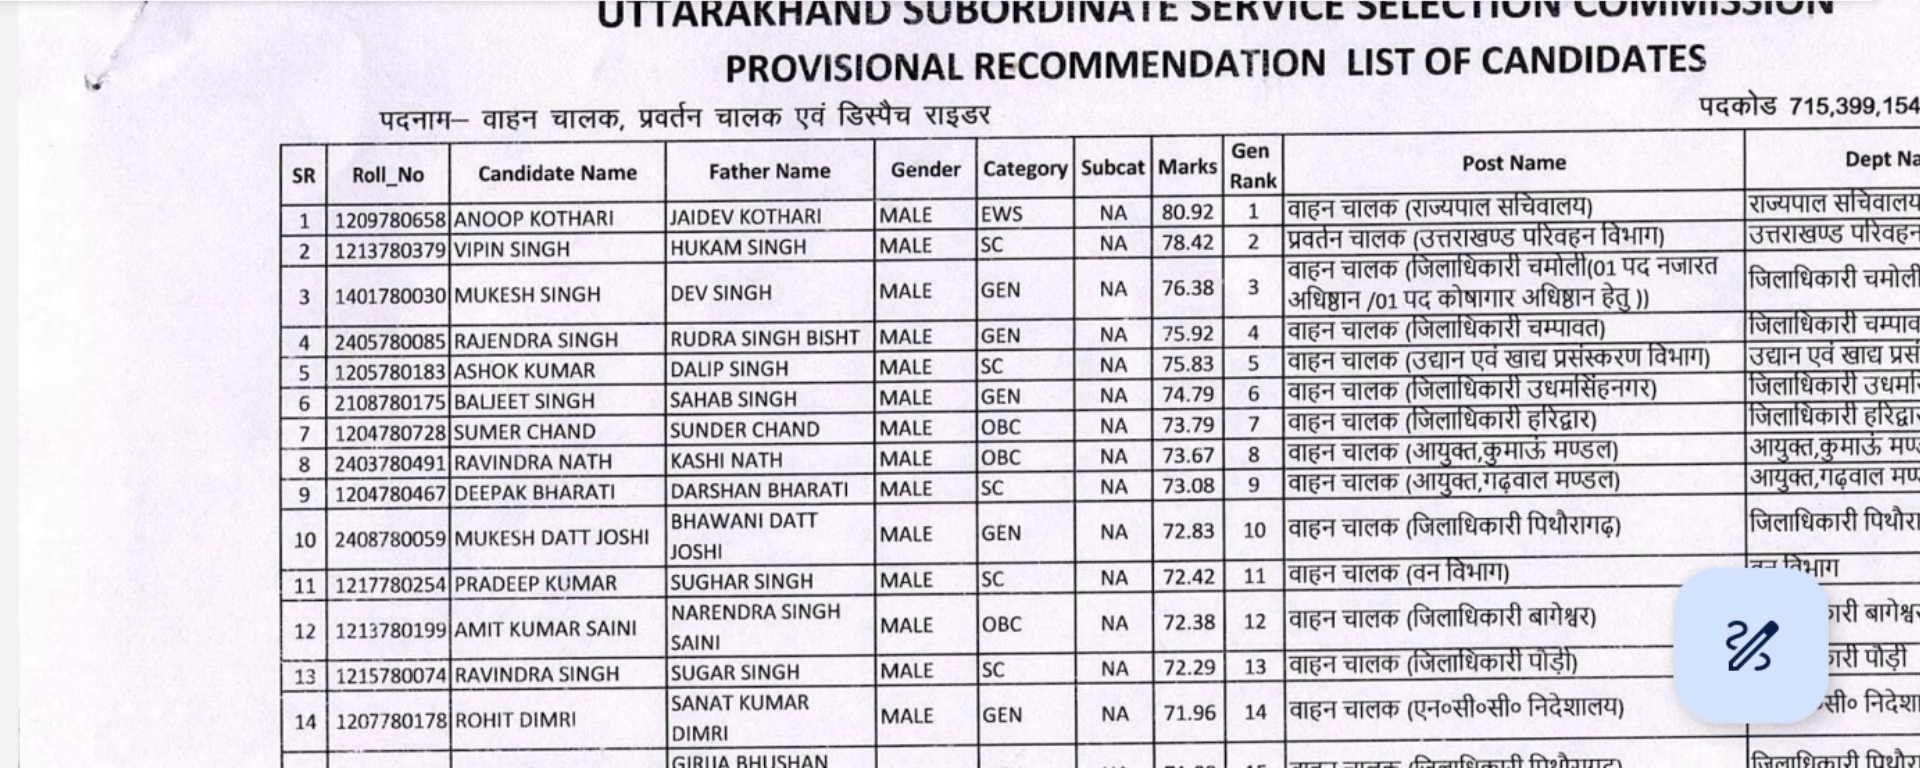 UTTARAKHAND SUBORDINATE SERVICE SELECTION COMMISSION
PROVISIONAL RECOMMENDATION LIST OF CANDIDATES
पदनाम– वाहन चालक, प्रवर्तन चालक एवं डिस्पैच राइडर
पदकोड 715,399,154
SR Roll_No Candidate Name Father Name Gender Category Subcat Marks Gen Rank Post Name Dept
1 1209780658 ANOOP KOTHARI JAIDEV KOTHARI MALE EWS NA 80.92 1 वाहन चालक (राज्यपाल सचिवालय) राज्यपाल सचिवालय
2 1213780379 VIPIN SINGH HUKAM SINGH MALE SC NA 78.42 2 प्रवर्तन चालक (उत्तराखण्ड परिवहन विभाग) उत्तराखण्ड परिवहन
3 1401780030 MUKESH SINGH DEV SINGH MALE GEN NA 76.38 3 वाहन चालक (जिलाधिकारी चमोली(01 पद नजारत अधिष्ठान /01 पद कोषागार अधिष्ठान हेतु )) जिलाधिकारी चमोली
4 2405780085 RAJENDRA SINGH RUDRA SINGH BISHT MALE GEN NA 75.92 4 वाहन चालक (जिलाधिकारी चम्पावत) जिलाधिकारी
5 1205780183 ASHOK KUMAR DALIP SINGH MALE SC NA 75.83 5 वाहन चालक (उद्यान एवं खाद्य प्रसंस्करण विभाग) उद्यान एवं खाद्य
6 2108780175 BALJEET SINGH SAHAB SINGH MALE GEN NA 74.79 6 वाहन चालक (जिलाधिकारी उधमसिंहनगर) जिलाधिकारी
7 1204780728 SUMER CHAND SUNDER CHAND MALE OBC NA 73.79 7 वाहन चालक (जिलाधिकारी हरिद्वार) जिलाधिकारी हरिद्वार
8 2403780491 RAVINDRA NATH KASHI NATH MALE OBC NA 73.67 8 वाहन चालक (आयुक्त,कुमाऊं मण्डल) आयुक्त,कुमाऊं
9 1204780467 DEEPAK BHARATI DARSHAN BHARATI MALE SC NA 73.08 9 वाहन चालक (आयुक्त,गढ़वाल मण्डल) आयुक्त,गढ़वाल
10 2408780059 MUKESH DATT JOSHI BHAWANI DATT JOSHI MALE GEN NA 72.83 10 वाहन चालक (जिलाधिकारी पिथौरागढ़) जिलाधिकारी
11 1217780254 PRADEEP KUMAR SUGHAR SINGH MALE SC NA 72.42 11 वाहन चालक (वन विभाग) विभाग
12 1213780199 AMIT KUMAR SAINI NARENDRA SINGH SAINI MALE OBC NA 72.38 12 वाहन चालक (जिलाधिकारी बागेश्वर) बागेश्वर
13 1215780074 RAVINDRA SINGH SUGAR SINGH MALE SC NA 72.29 13 वाहन चालक (जिलाधिकारी पौड़ी) पौड़ी
14 1207780178 ROHIT DIMRI SANAT KUMAR DIMRI MALE GEN NA 71.96 14 वाहन चालक (एन०सी०सी० निदेशालय)
GIRIJA BHUSHAN वाहन चालक (जिलाधिकारी पिथौरागढ़)